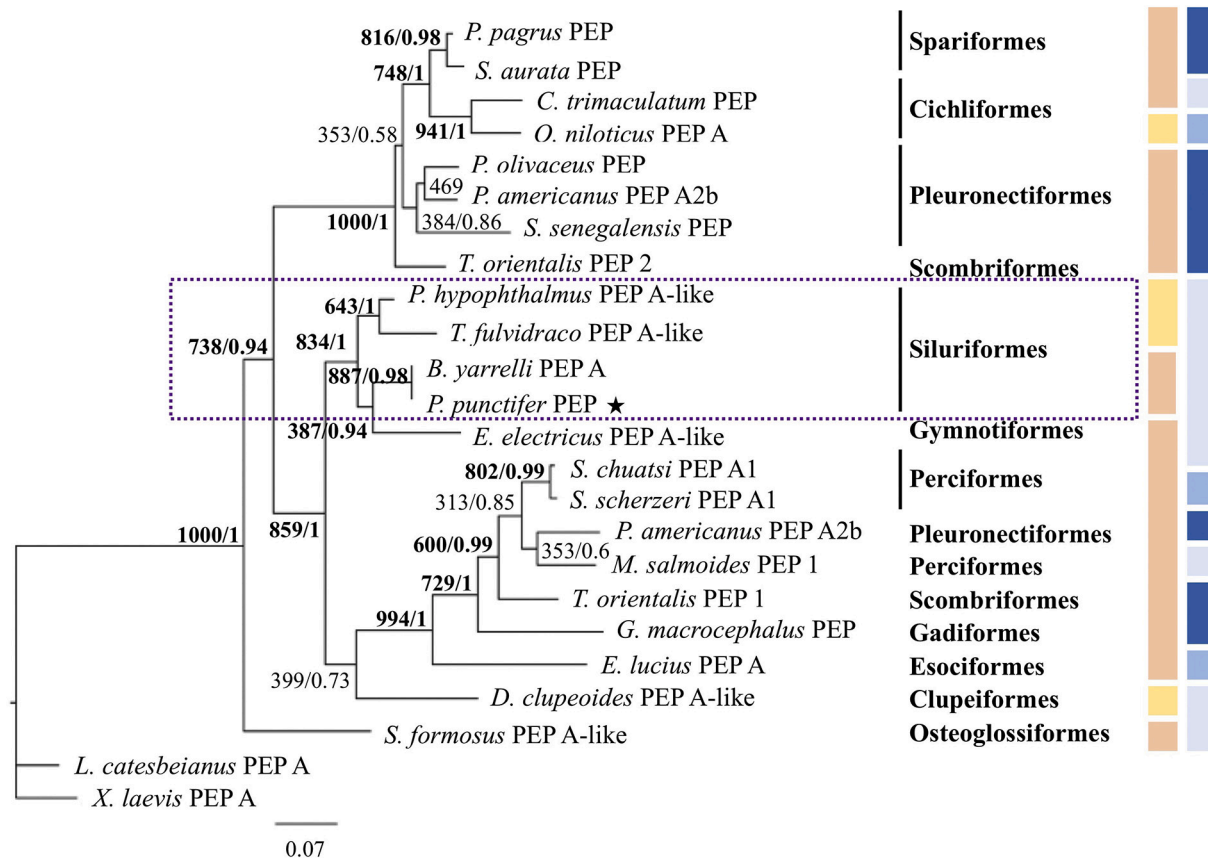 816/0.98
P. pagrus PEP
Spariformes
748/1
S. aurata PEP
C. trimaculatum PEP
Cichliformes
353/0.58
941/1
O. niloticus PEP A
P. olivaceus PEP
469
P. americanus PEP A2b
Pleuronectiformes
1000/1
384/0.86
S. senegalensis PEP
T. orientalis PEP 2
Scombriformes
P. hypophthalmus PEP A-like
643/1
T. fulvidraco PEP A-like
738/0.94
834/1
Siluriformes
B. yarrelli PEP A
887/0.98
P. punctifer PEP ★
387/0.94
E. electricus PEP A-like
Gymnotiformes
802/0.99
S. chuatsi PEP A1
Perciformes
313/0.85
S. scherzeri PEP A1
1000/1
859/1
P. americanus PEP A2b
Pleuronectiformes
600/0.99
353/0.6
M. salmoides PEP 1
Perciformes
729/1
T. orientalis PEP 1
Scombriformes
994/1
G. macrocephalus PEP
Gadiformes
E. lucius PEP A
Esociformes
399/0.73
D. clupeoides PEP A-like
Clupeiformes
S. formosus PEP A-like
Osteoglossiformes
L. catesbeianus PEP A
X. laevis PEP A
0.07